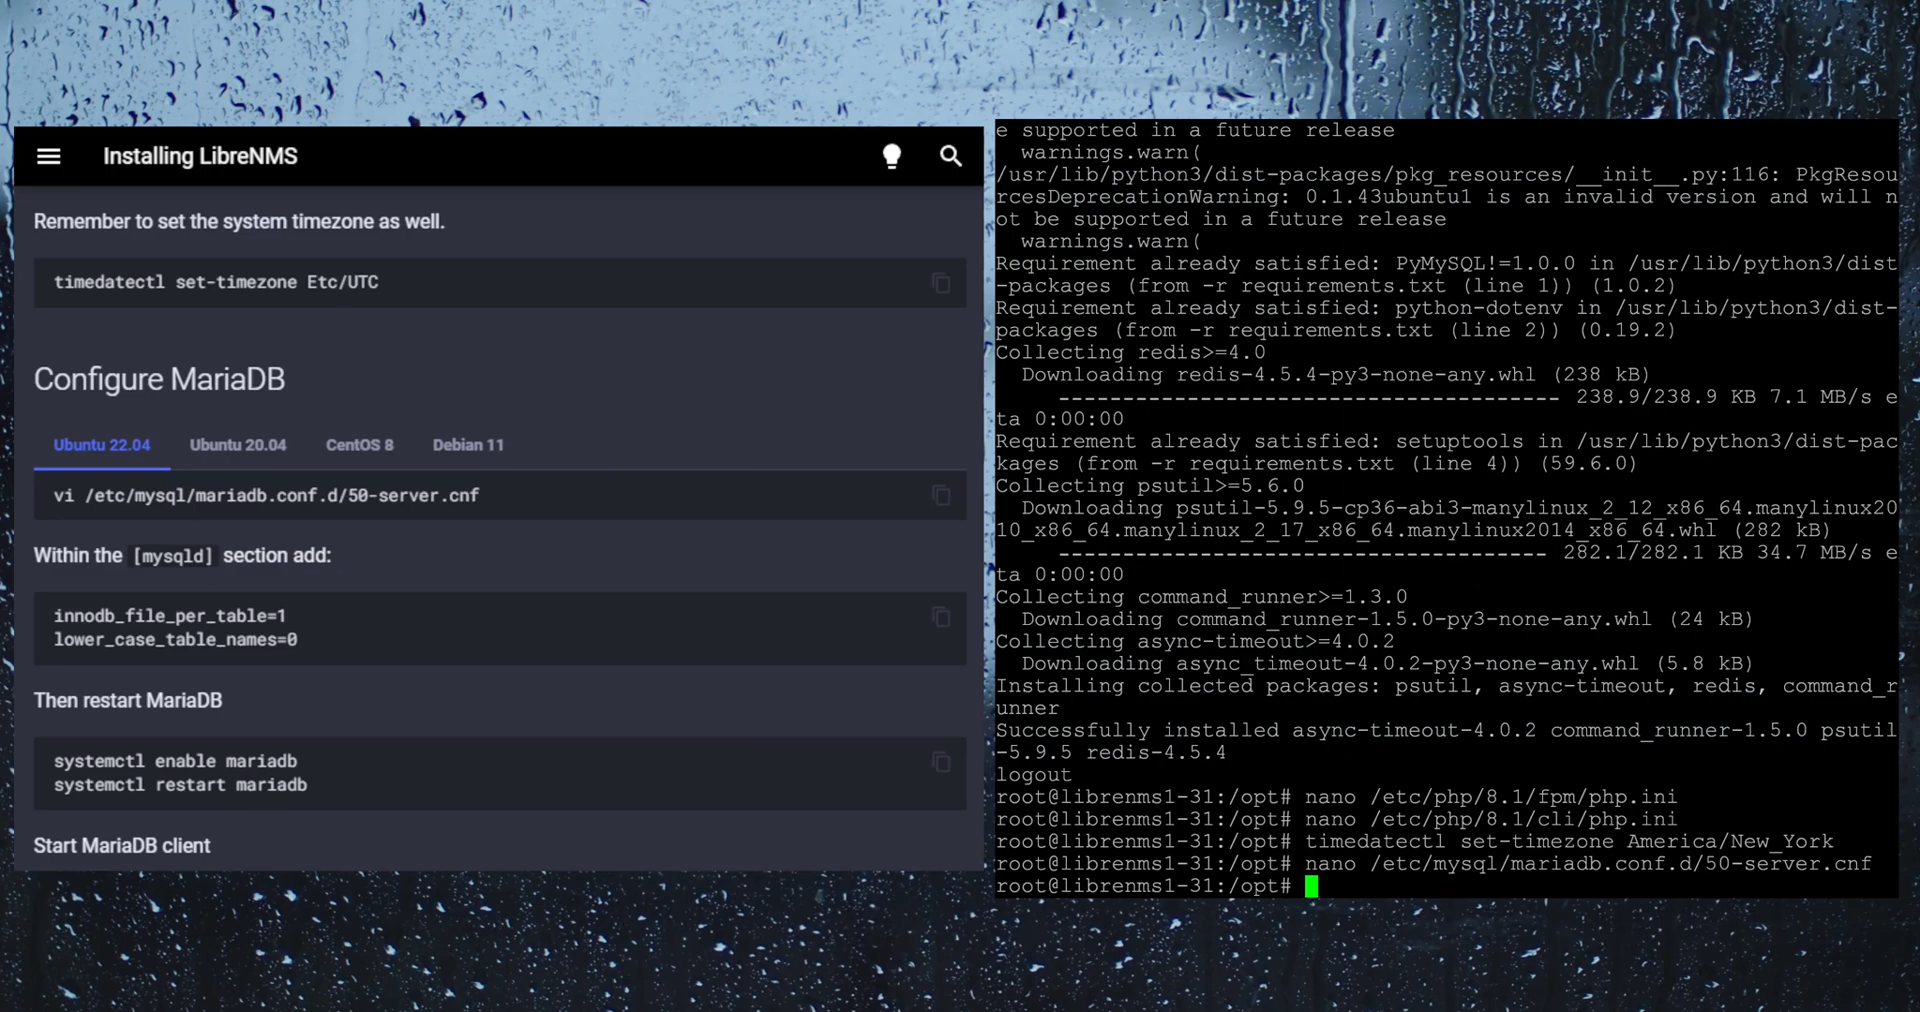 Installing LibreNMS
Remember to set the system timezone as well.
timedatectl set-timezone Etc/UTC
Configure MariaDB
Ubuntu 22.04 Ubuntu 20.04 CentOS 8 Debian 11
vi /etc/mysql/mariadb.conf.d/50-server.cnf
Within the [mysqld] section add:
innodb_file_per_table=1
lower_case_table_names=0
Then restart MariaDB
systemctl enable mariadb
systemctl restart mariadb
Start MariaDB client
e supported in a future release
  warnings.warn(
/usr/lib/python3/dist-packages/pkg_resources/__init__.py:116: PkgResou
rcesDeprecationWarning: 0.1.43ubuntu1 is an invalid version and will n
ot be supported in a future release
  warnings.warn(
Requirement already satisfied: PyMySQL!=1.0.0 in /usr/lib/python3/dist
-packages (from -r requirements.txt (line 1)) (1.0.2)
Requirement already satisfied: python-dotenv in /usr/lib/python3/dist-
packages (from -r requirements.txt (line 2)) (0.19.2)
Collecting redis>=4.0
  Downloading redis-4.5.4-py3-none-any.whl (238 kB)
     --------------------------------------- 238.9/238.9 KB 7.1 MB/s e
ta 0:00:00
Requirement already satisfied: setuptools in /usr/lib/python3/dist-pac
kages (from -r requirements.txt (line 4)) (59.6.0)
Collecting psutil>=5.6.0
  Downloading psutil-5.9.5-cp36-abi3-manylinux_2_12_x86_64.manylinux20
10_x86_64.manylinux_2_17_x86_64.manylinux2014_x86_64.whl (282 kB)
     -------------------------------------- 282.1/282.1 KB 34.7 MB/s e
ta 0:00:00
Collecting command_runner>=1.3.0
  Downloading command_runner-1.5.0-py3-none-any.whl (24 kB)
Collecting async-timeout>=4.0.2
  Downloading async_timeout-4.0.2-py3-none-any.whl (5.8 kB)
Installing collected packages: psutil, async-timeout, redis, command_r
unner
Successfully installed async-timeout-4.0.2 command_runner-1.5.0 psutil
-5.9.5 redis-4.5.4
logout
root@librenms1-31:/opt# nano /etc/php/8.1/fpm/php.ini
root@librenms1-31:/opt# nano /etc/php/8.1/cli/php.ini
root@librenms1-31:/opt# timedatectl set-timezone America/New_York
root@librenms1-31:/opt# nano /etc/mysql/mariadb.conf.d/50-server.cnf
root@librenms1-31:/opt#